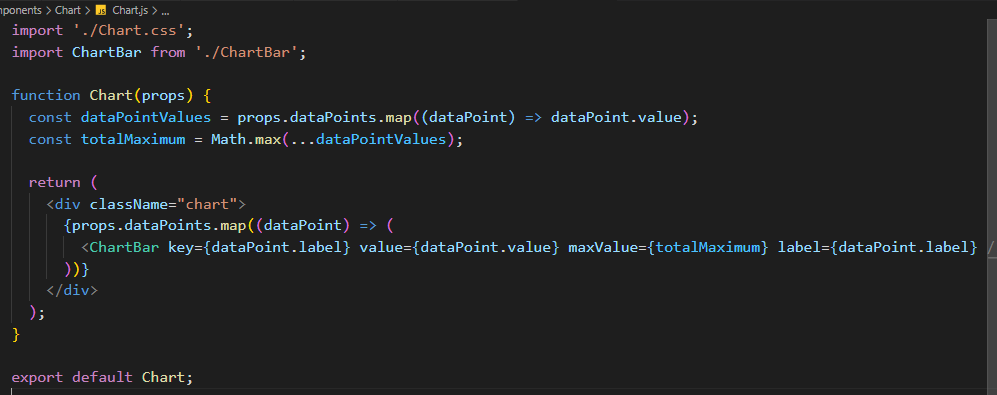 mponents > Chart > JS Chart.js > ...
import './Chart.css';
import ChartBar from './ChartBar';
function Chart(props) {
const dataPointValues = props.dataPoints.map((dataPoint) => dataPoint.value);
const totalMaximum = Math.max(...dataPointValues);
return (
<div className="chart">
{props.dataPoints.map((dataPoint) => (
<ChartBar key={dataPoint.label} value={dataPoint.value} maxValue={totalMaximum} label={dataPoint.label} /
))}
</div>
);
}
export default Chart;